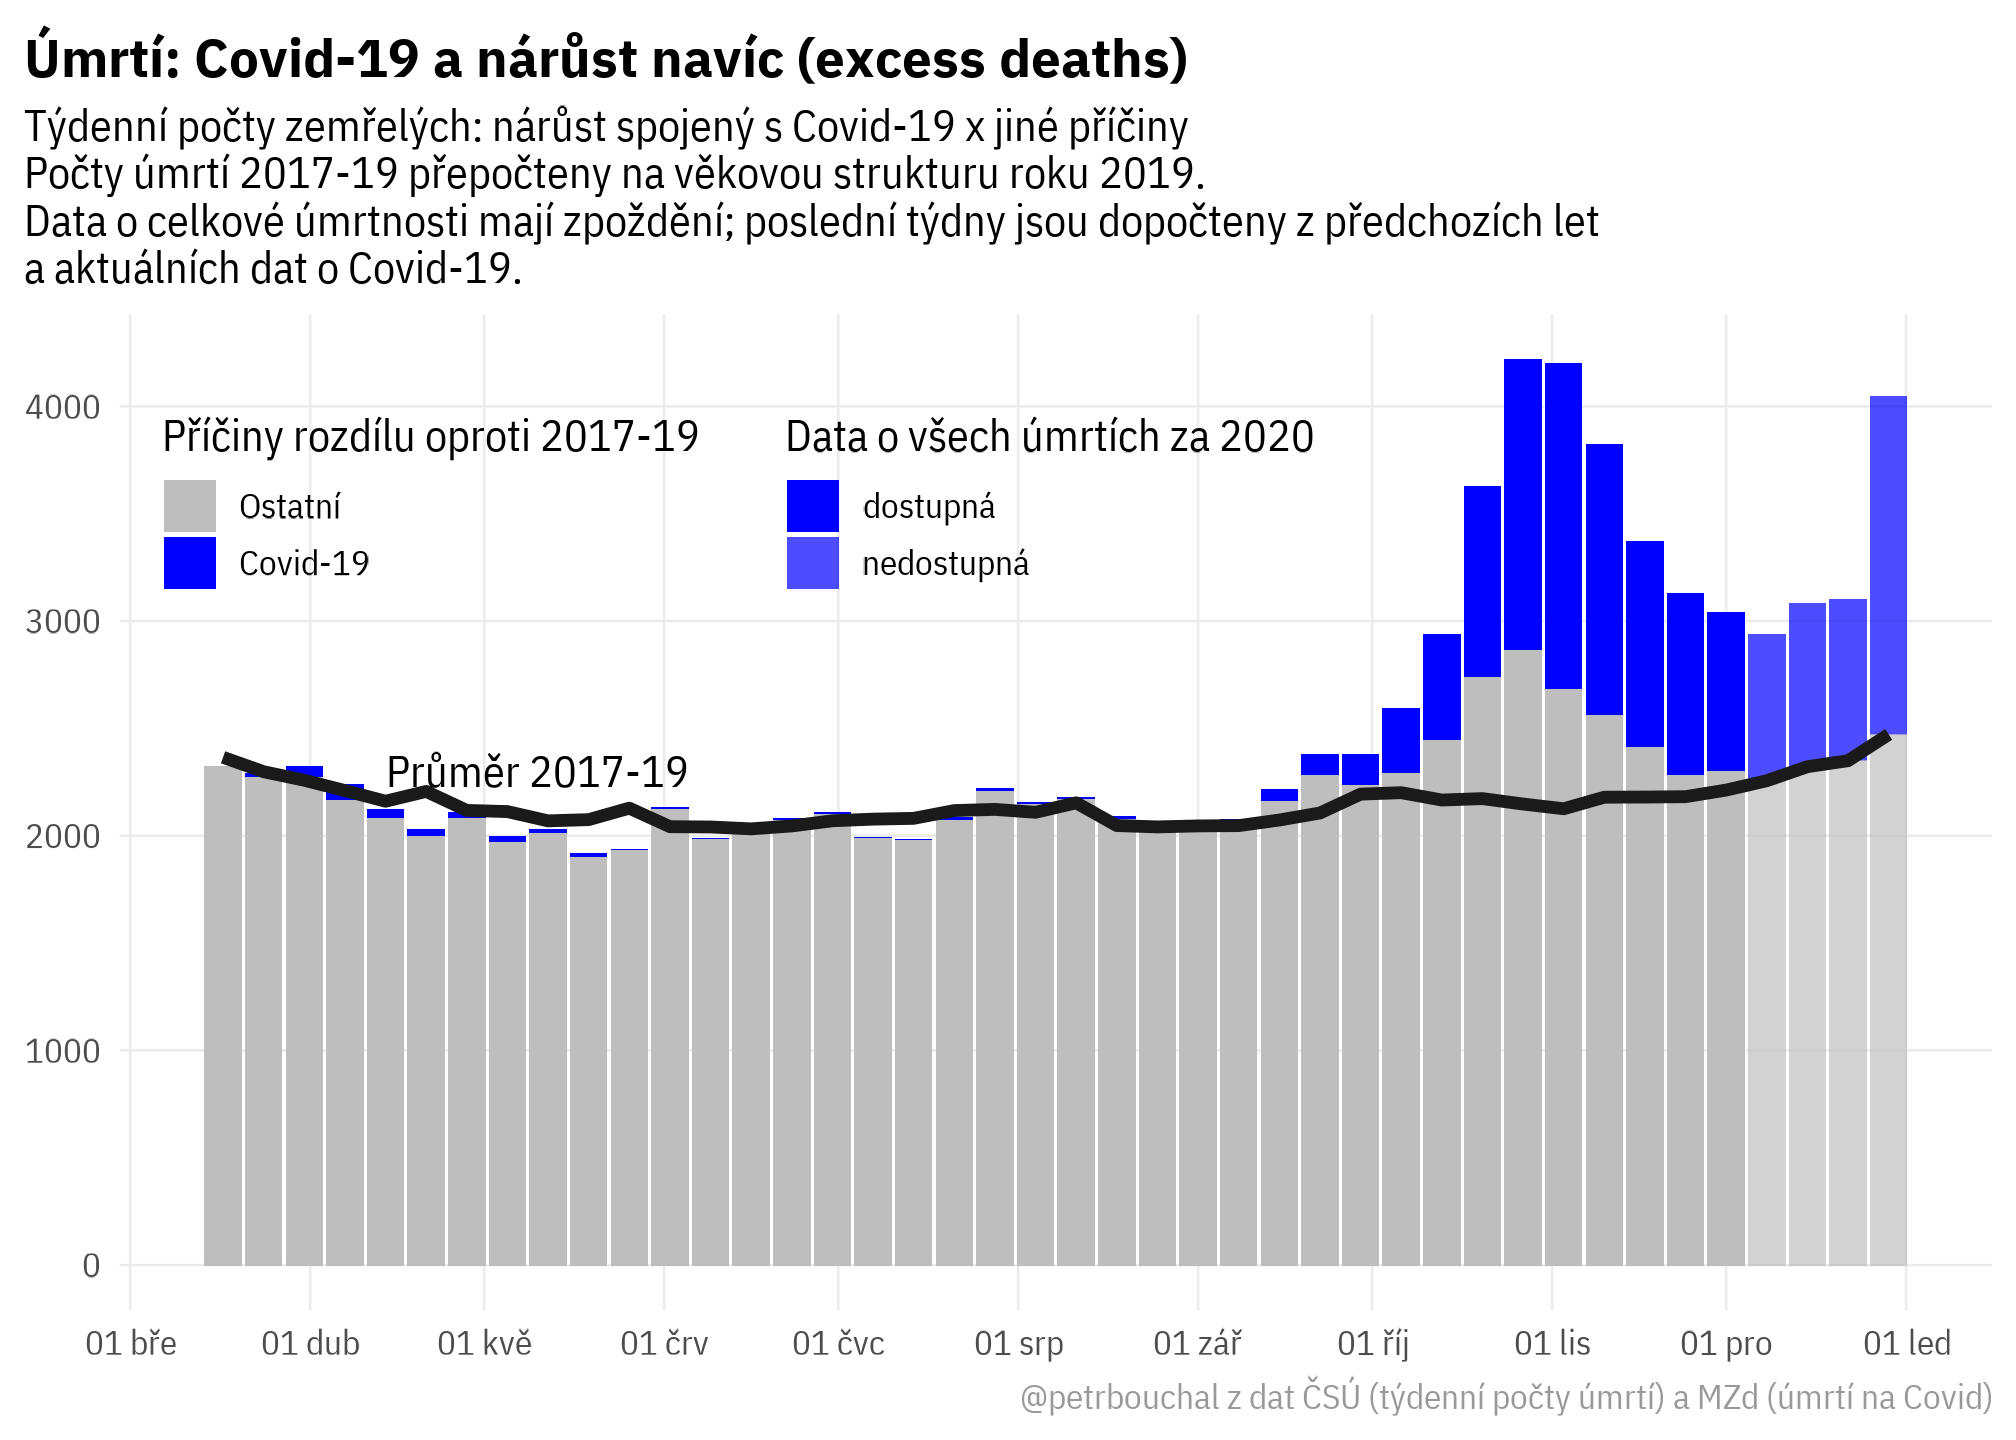 Úmrtí: Covid-19 a nárůst navíc (excess deaths)
Týdenní počty zemřelých: nárůst spojený s Covid-19 x jiné příčiny
Počty úmrtí 2017-19 přepočteny na věkovou strukturu roku 2019.
Data o celkové úmrtnosti mají zpoždění; poslední týdny jsou dopočteny z předchozích let
a aktuálních dat o Covid-19.
4000
3000
2000
1000
0
Příčiny rozdílu oproti 2017-19
Ostatní
Covid-19
Data o všech úmrtích za 2020
dostupná
nedostupná
Průměr 2017-19
01 bře
01 dub
01 kvě
01 črv
01 čvc
01 srp
01 zář
01 říj
01 lis
01 pro
01 led
@petrbouchal z dat ČSÚ (týdenní počty úmrtí) a MZd (úmrtí na Covid)